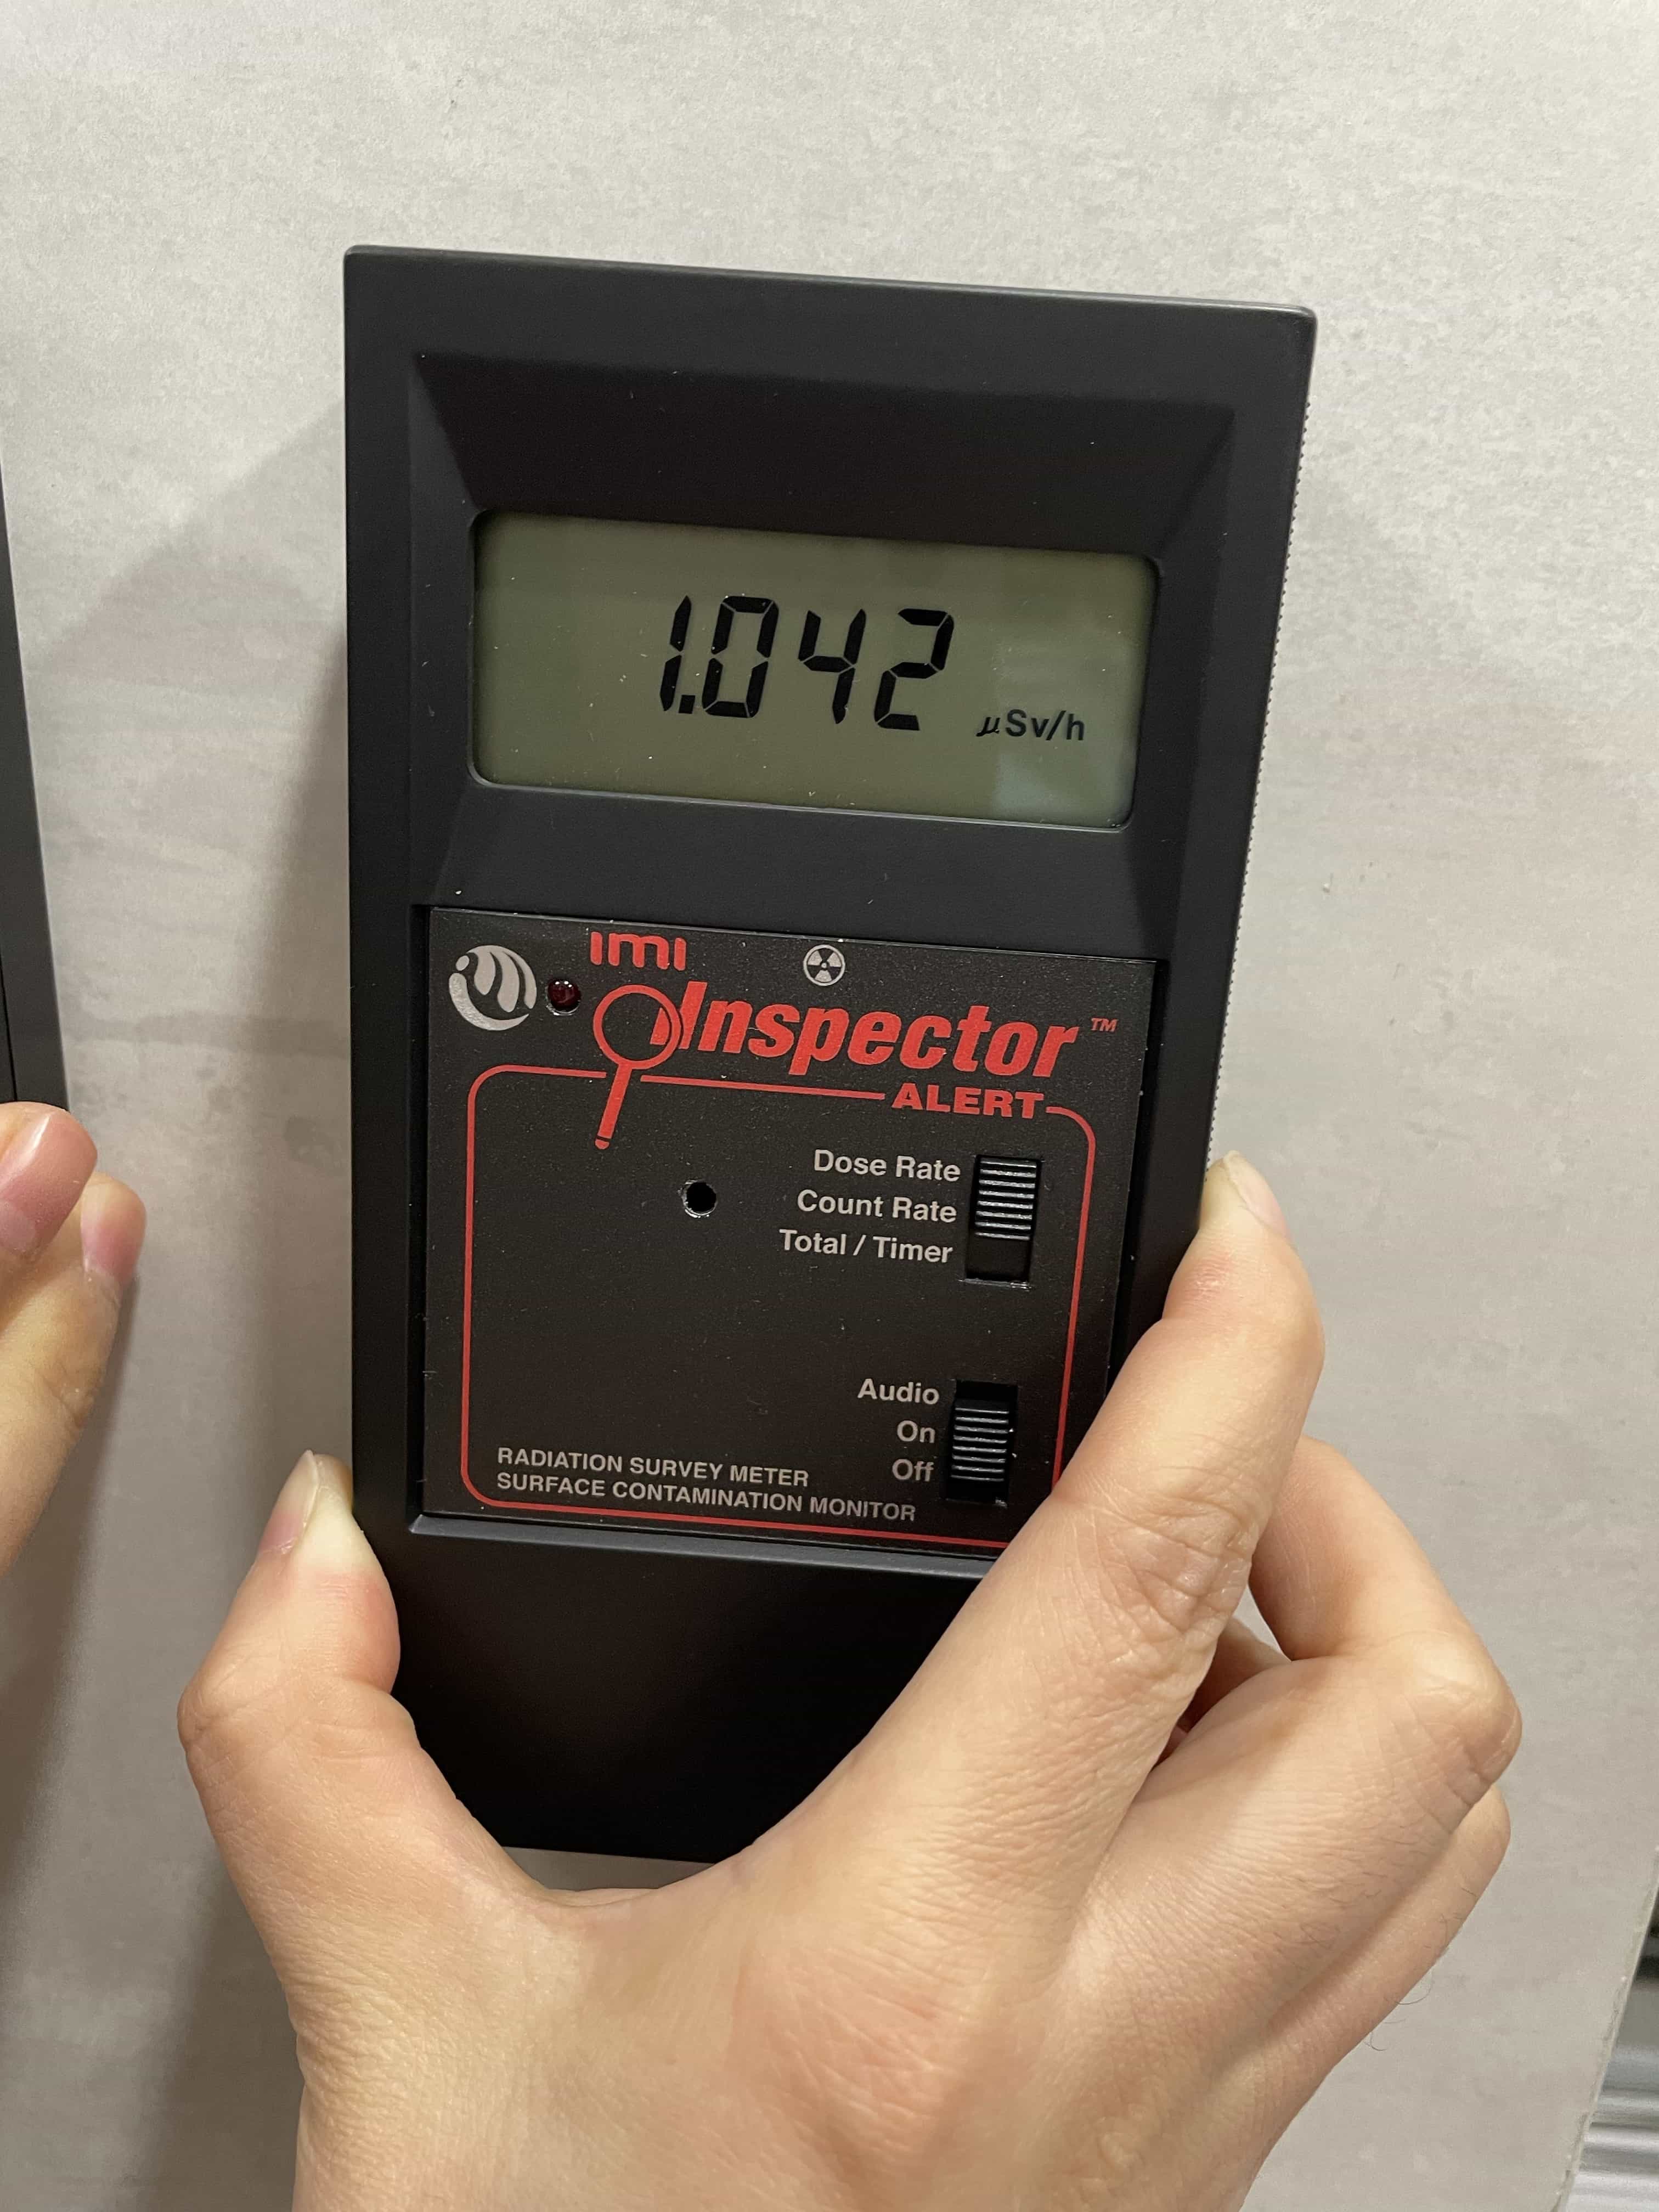 1.042 μSv/h
imi
Inspector™
ALERT
Dose Rate
Count Rate
Total / Timer
Audio
On
Off
RADIATION SURVEY METER
SURFACE CONTAMINATION MONITOR